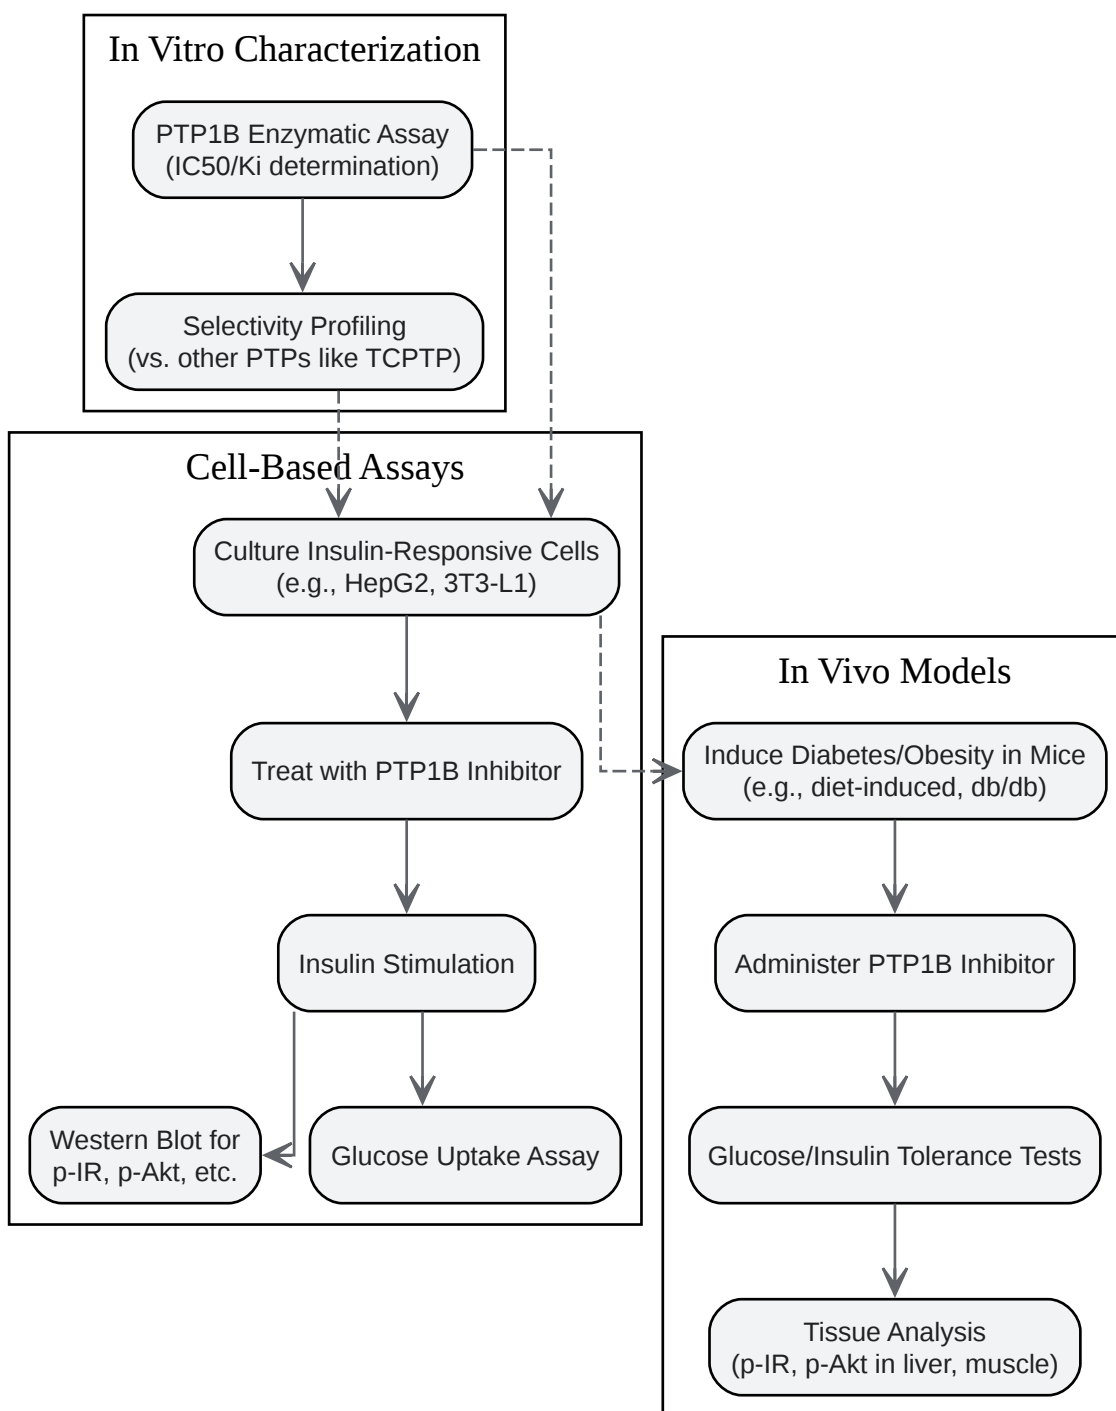 In Vitro Characterization
PTP1B Enzymatic Assay
(IC50/Ki determination)
Selectivity Profiling
(vs. other PTPs like TCPTP)
Cell-Based Assays
Culture Insulin-Responsive Cells
(e.g., HepG2, 3T3-L1)
Treat with PTP1B Inhibitor
Insulin Stimulation
Western Blot for
p-IR, p-Akt, etc.
Glucose Uptake Assay
In Vivo Models
Induce Diabetes/Obesity in Mice
(e.g., diet-induced, db/db)
Administer PTP1B Inhibitor
Glucose/Insulin Tolerance Tests
Tissue Analysis
(p-IR, p-Akt in liver, muscle)